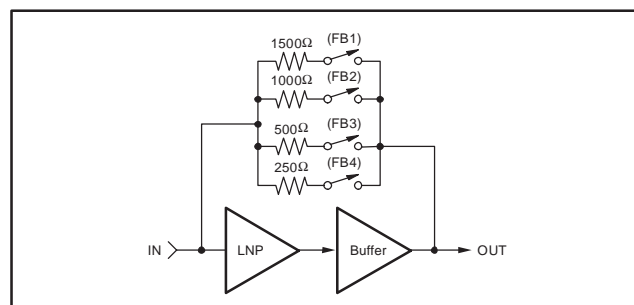 (FB1)
1500Ω
(FB2)
1000Ω
(FB3)
500Ω
(FB4)
250Ω
IN
LNP
Buffer
OUT